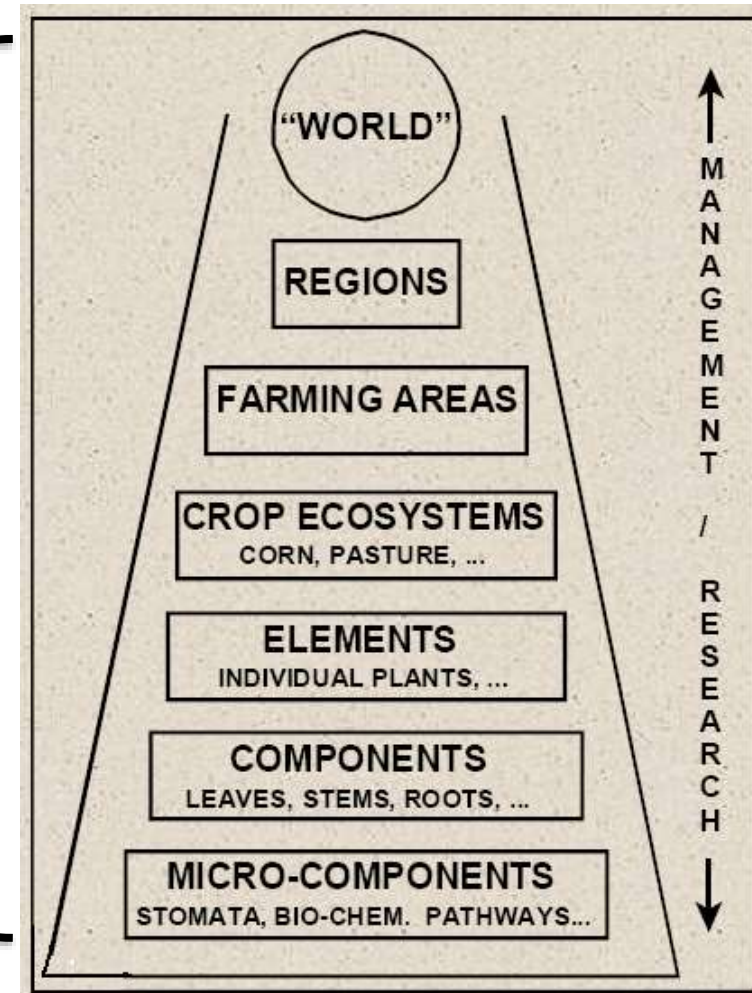 “WORLD”
REGIONS
FARMING AREAS
CROP ECOSYSTEMS
CORN, PASTURE, ...
ELEMENTS
INDIVIDUAL PLANTS, ...
COMPONENTS
LEAVES, STEMS, ROOTS, ...
MICRO-COMPONENTS
STOMATA, BIO-CHEM. PATHWAYS...
MANAGEMENT / RESEARCH